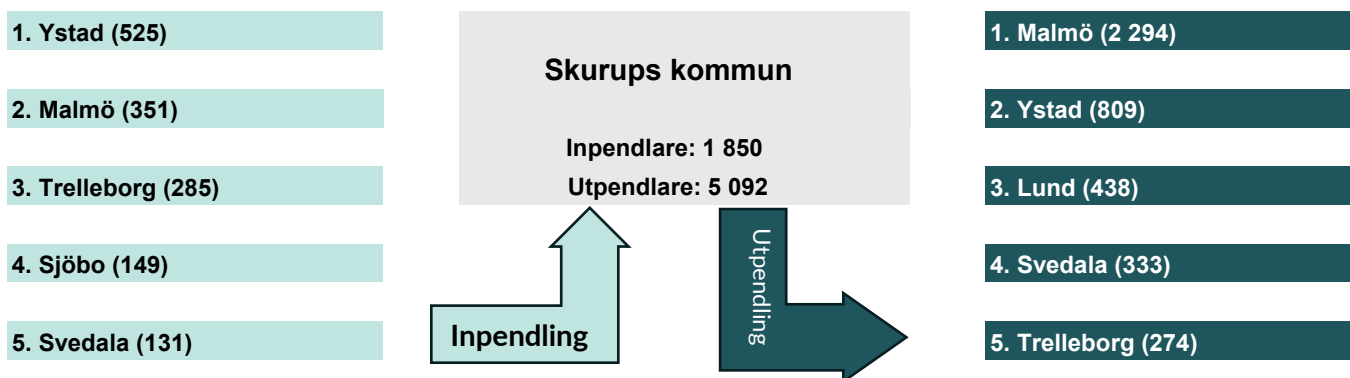 1. Ystad (525)
2. Malmö (351)
3. Trelleborg (285)
4. Sjöbo (149)
5. Svedala (131)
Skurups kommun
Inpendlare: 1 850
Utpendlare: 5 092
Inpendling
Utpendling
1. Malmö (2 294)
2. Ystad (809)
3. Lund (438)
4. Svedala (333)
5. Trelleborg (274)